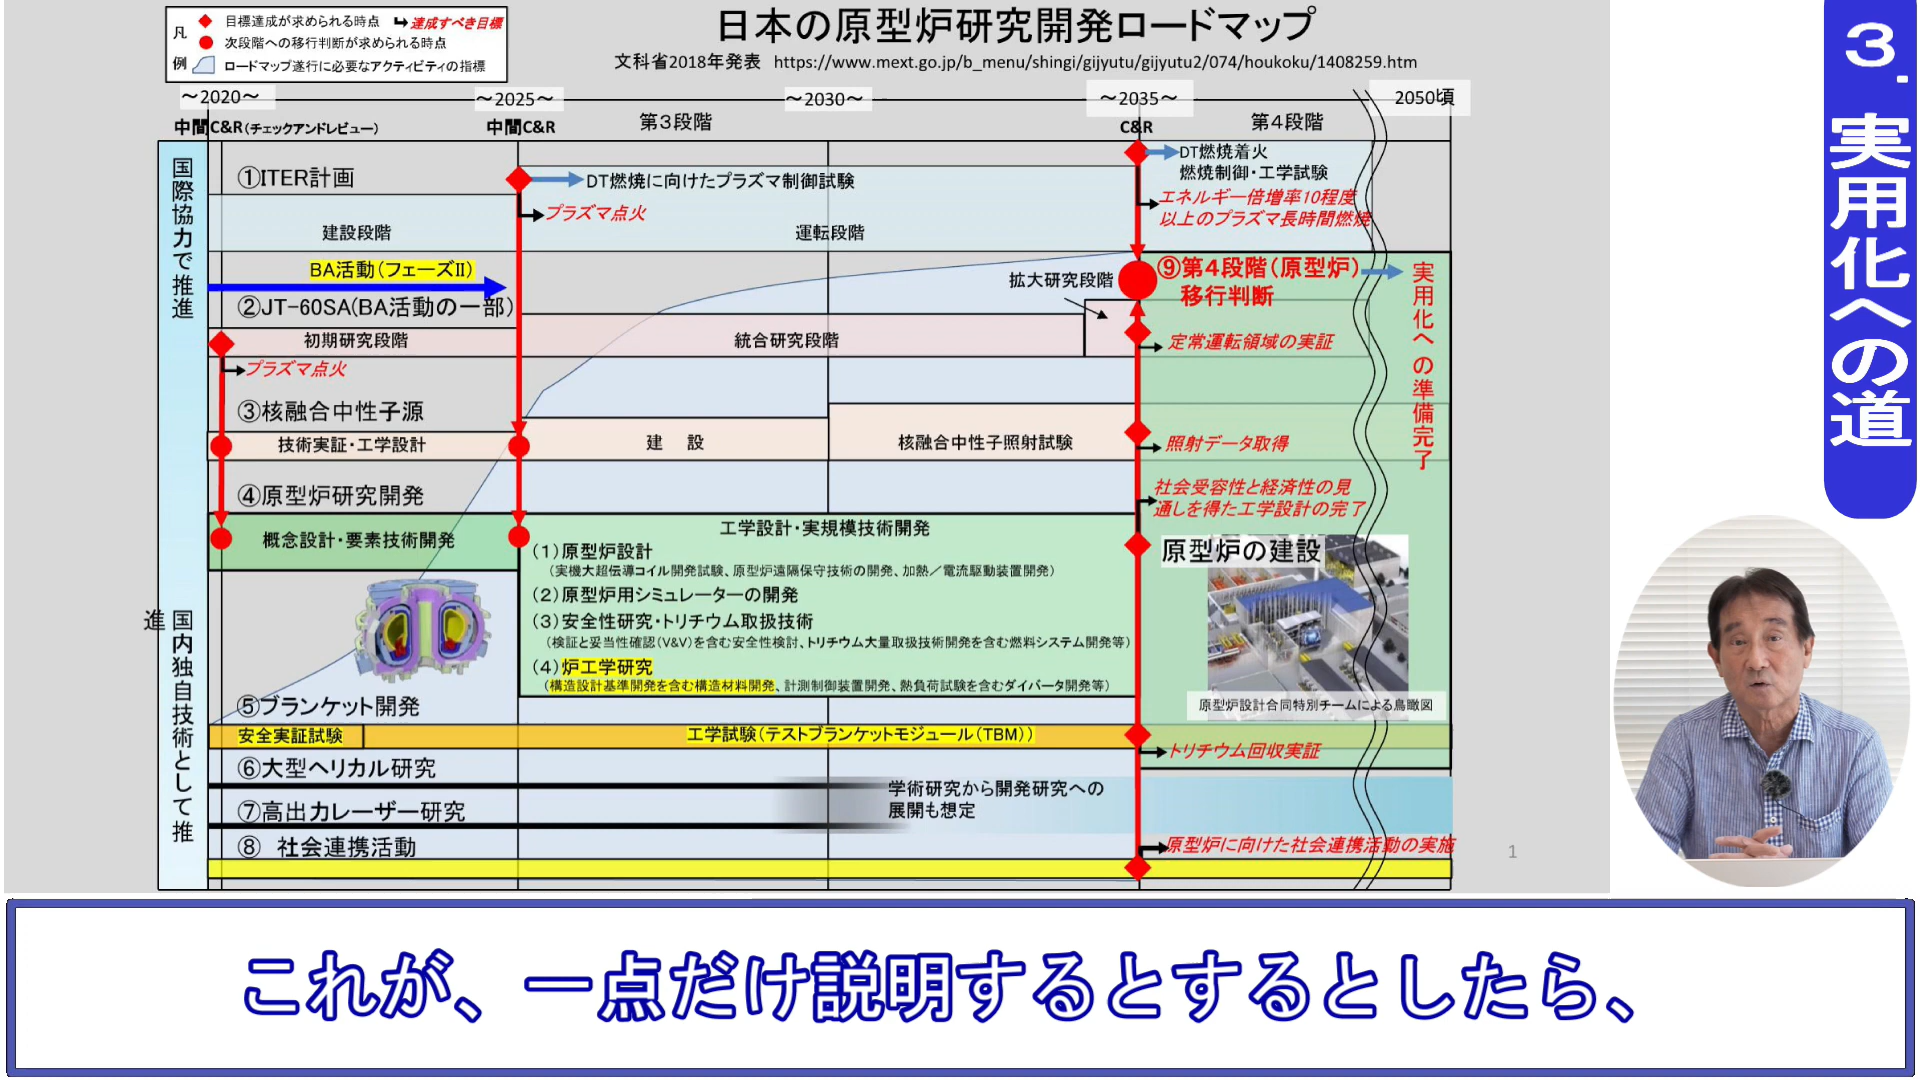 日本の原型炉研究開発ロードマップ
文科省2018年発表 https://www.mext.go.jp/b_menu/shingi/gijyutu/gijyutu2/074/houkoku/1408259.htm
凡例
目標達成が求められる時点 達成すべき目標
次段階への移行判断が求められる時点
ロードマップ遂行に必要なアクティビティの指標
～2020～ ～2025～ ～2030～ ～2035～ 2050頃
中間C&R(チェックアンドレビュー) 中間C&R 第3段階 C&R 第4段階
国際協力で推進
①ITER計画
DT燃焼に向けたプラズマ制御試験
DT燃焼着火
燃焼制御・工学試験
プラズマ点火
エネルギー倍増率10程度
以上のプラズマ長時間燃焼
建設段階 運転段階
BA活動(フェーズII)
②JT-60SA(BA活動の一部)
拡大研究段階
⑨第4段階(原型炉)
移行判断
実用化への準備完了
初期研究段階 統合研究段階
定常運転領域の実証
プラズマ点火
③核融合中性子源
技術実証・工学設計 建 設 核融合中性子照射試験
照射データ取得
④原型炉研究開発
社会受容性と経済性の見
通しを得た工学設計の完了
概念設計・要素技術開発
工学設計・実規模技術開発
(1)原型炉設計
(実機大超伝導コイル開発試験、原型炉遠隔保守技術の開発、加熱/電流駆動装置開発)
(2)原型炉用シミュレーターの開発
(3)安全性研究・トリチウム取扱技術
(検証と妥当性確認(V&V)を含む安全性検討、トリチウム大量取扱技術開発を含む燃料システム開発等)
(4)炉工学研究
(構造設計基準開発を含む構造材料開発、計測制御装置開発、熱負荷試験を含むダイバータ開発等)
原型炉の建設
原型炉設計合同特別チームによる鳥瞰図
国内独自技術として推進
⑤ブランケット開発
安全実証試験 工学試験(テストブランケットモジュール(TBM))
トリチウム回収実証
⑥大型ヘリカル研究
学術研究から開発研究への
展開も想定
⑦高出力レーザー研究
⑧ 社会連携活動
原型炉に向けた社会連携活動の実施
1
3.実用化への道
これが、一点だけ説明するとするとしたら、